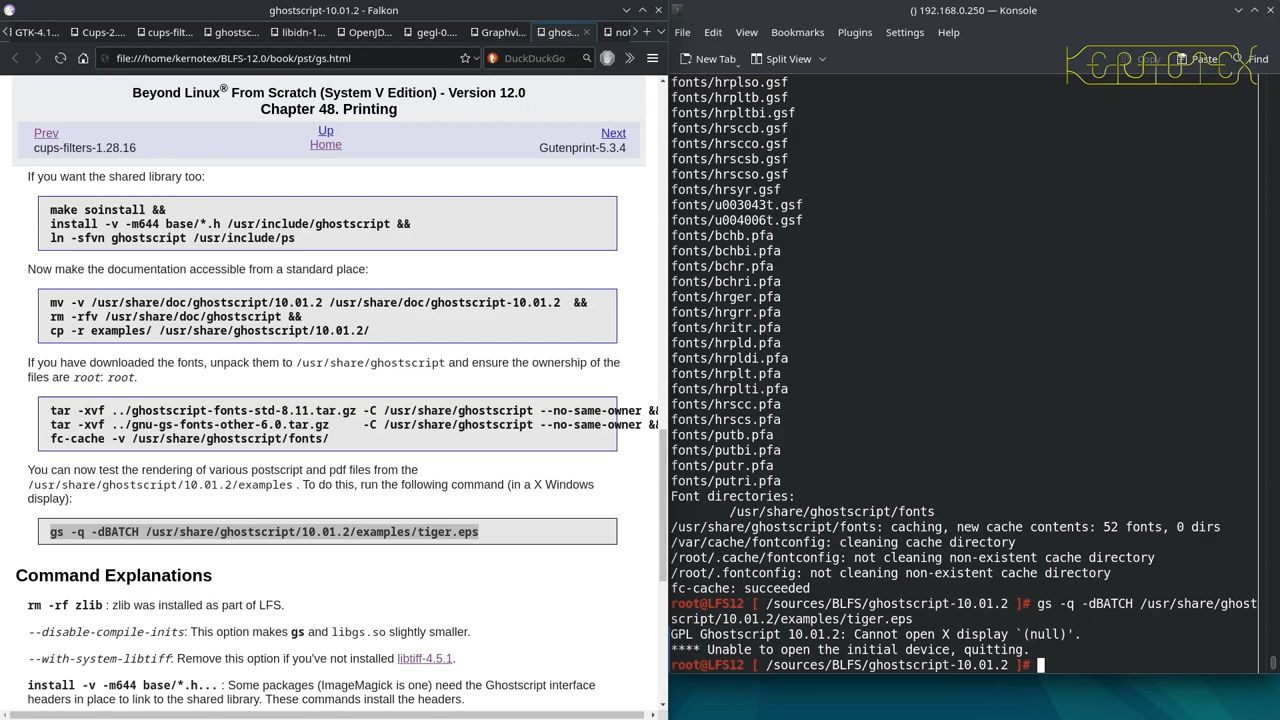 ghostscript-10.01.2 - Falkon
GTK-4.1...
Cups-2....
cups-filt...
ghostsc...
libidn-1...
OpenJD...
gegl-0.4...
Graphvi...
ghos...
not
file:///home/kernotex/BLFS-12.0/book/pst/gs.html
DuckDuckGo
Beyond Linux® From Scratch (System V Edition) - Version 12.0
Chapter 48. Printing
Prev
Up
Next
cups-filters-1.28.16
Home
Gutenprint-5.3.4
If you want the shared library too:
make soinstall &&
install -v -m644 base/*.h /usr/include/ghostscript &&
ln -sfvn ghostscript /usr/include/ps
Now make the documentation accessible from a standard place:
mv -v /usr/share/doc/ghostscript/10.01.2 /usr/share/doc/ghostscript-10.01.2  &&
rm -rfv /usr/share/doc/ghostscript &&
cp -r examples/ /usr/share/ghostscript/10.01.2/
If you have downloaded the fonts, unpack them to /usr/share/ghostscript and ensure the ownership of the
files are root: root.
tar -xvf ../ghostscript-fonts-std-8.11.tar.gz -C /usr/share/ghostscript --no-same-owner &&
tar -xvf ../gnu-gs-fonts-other-6.0.tar.gz     -C /usr/share/ghostscript --no-same-owner &&
fc-cache -v /usr/share/ghostscript/fonts/
You can now test the rendering of various postscript and pdf files from the
/usr/share/ghostscript/10.01.2/examples . To do this, run the following command (in a X Windows
display):
gs -q -dBATCH /usr/share/ghostscript/10.01.2/examples/tiger.eps
Command Explanations
rm -rf zlib : zlib was installed as part of LFS.
--disable-compile-inits: This option makes gs and libgs.so slightly smaller.
--with-system-libtiff: Remove this option if you've not installed libtiff-4.5.1.
install -v -m644 base/*.h... : Some packages (ImageMagick is one) need the Ghostscript interface
headers in place to link to the shared library. These commands install the headers.
() 192.168.0.250 — Konsole
File Edit View Bookmarks Plugins Settings Help
New Tab
Split View
Copy
Paste
Find
KERNOTEX
fonts/hrplso.gsf
fonts/hrpltb.gsf
fonts/hrpltbi.gsf
fonts/hrsccb.gsf
fonts/hrscco.gsf
fonts/hrscsb.gsf
fonts/hrscso.gsf
fonts/hrsyr.gsf
fonts/u003043t.gsf
fonts/u004006t.gsf
fonts/bchb.pfa
fonts/bchbi.pfa
fonts/bchr.pfa
fonts/bchri.pfa
fonts/hrger.pfa
fonts/hrgrr.pfa
fonts/hritr.pfa
fonts/hrpld.pfa
fonts/hrpldi.pfa
fonts/hrplt.pfa
fonts/hrplti.pfa
fonts/hrscc.pfa
fonts/hrscs.pfa
fonts/putb.pfa
fonts/putbi.pfa
fonts/putr.pfa
fonts/putri.pfa
Font directories:
/usr/share/ghostscript/fonts
/usr/share/ghostscript/fonts: caching, new cache contents: 52 fonts, 0 dirs
/var/cache/fontconfig: cleaning cache directory
/root/.cache/fontconfig: not cleaning non-existent cache directory
/root/.fontconfig: not cleaning non-existent cache directory
fc-cache: succeeded
root@LFS12 [ /sources/BLFS/ghostscript-10.01.2 ]# gs -q -dBATCH /usr/share/ghost
script/10.01.2/examples/tiger.eps
GPL Ghostscript 10.01.2: Cannot open X display `(null)'.
**** Unable to open the initial device, quitting.
root@LFS12 [ /sources/BLFS/ghostscript-10.01.2 ]#